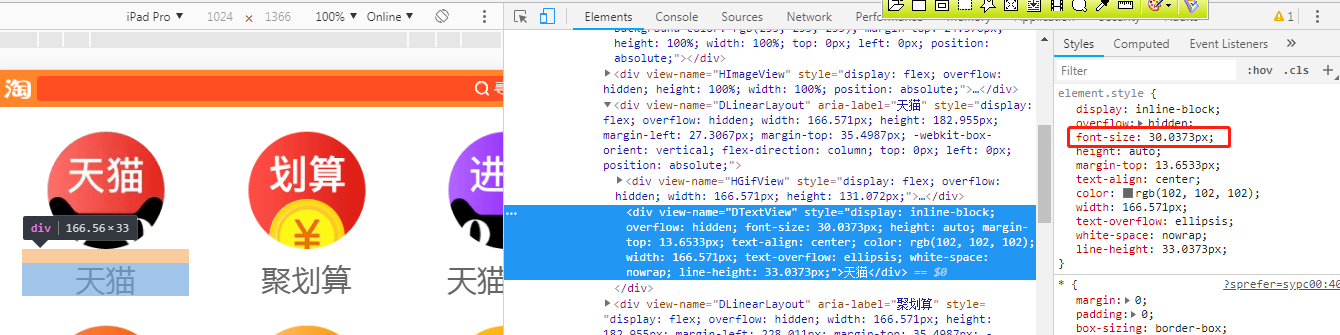 iPad Pro ▼ 1024 × 1366 100% ▼ Online ▼
Elements Console Sources Network
1
淘
天猫
划算
进
¥
div 166.56×33
天猫
聚划算
天
height: 100%; width: 100%; top: 0px; left: 0px; position:
absolute;"></div>
▶<div view-name="HImageView" style="display: flex; overflow:
hidden; height: 100%; width: 100%; position: absolute;">…</div>
▼<div view-name="DLinearLayout" aria-label="天猫" style="display:
flex; overflow: hidden; width: 166.571px; height: 182.955px;
margin-left: 27.3067px; margin-top: 35.4987px; -webkit-box-
orient: vertical; flex-direction: column; top: 0px; left: 0px;
position: absolute;">
▶<div view-name="HGifView" style="display: flex; overflow:
hidden; width: 166.571px; height: 131.072px;">…</div>
… <div view-name="DTextView" style="display: inline-block;
overflow: hidden; font-size: 30.0373px; height: auto; margin-
top: 13.6533px; text-align: center; color: rgb(102, 102, 102);
width: 166.571px; text-overflow: ellipsis; white-space:
nowrap; line-height: 33.0373px;">天猫</div> == $0
</div>
▶<div view-name="DLinearLayout" aria-label="聚划算" style=
"display: flex; overflow: hidden; width: 166.571px; height:
Styles Computed Event Listeners »
Filter :hov .cls +
element.style {
display: inline-block;
overflow:▶ hidden;
font-size: 30.0373px;
height: auto;
margin-top: 13.6533px;
text-align: center;
color: rgb(102, 102, 102);
width: 166.571px;
text-overflow: ellipsis;
white-space: nowrap;
line-height: 33.0373px;
}
* { ?sprefer=sypc00:40
margin:▶ 0;
padding:▶ 0;
box-sizing: border-box;